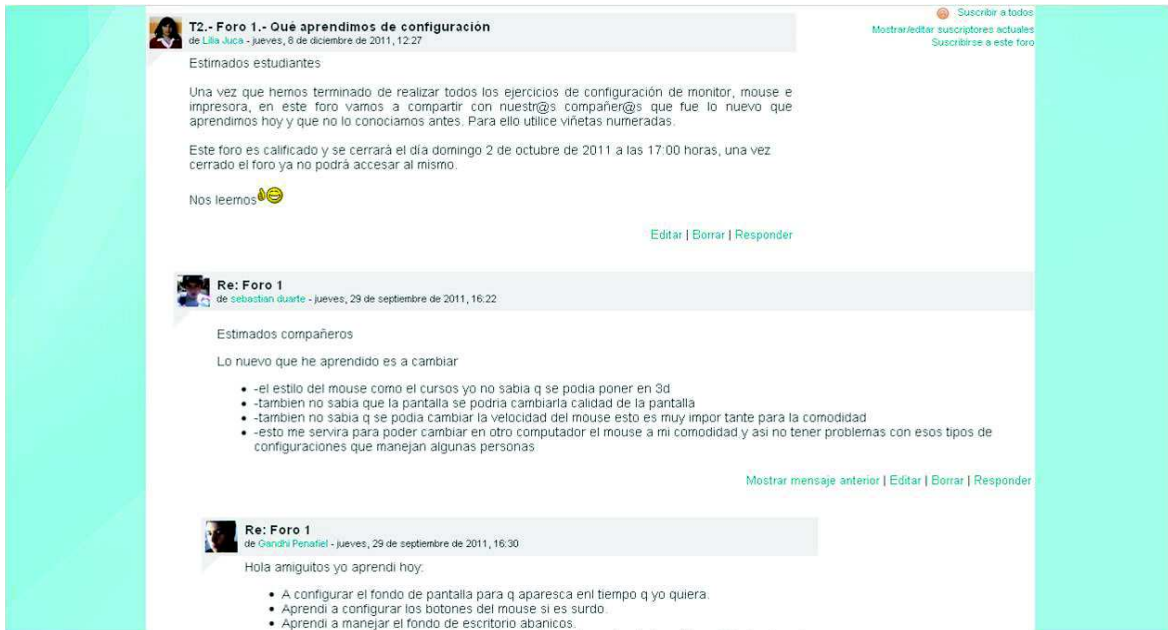 T2.- Foro 1.- Qué aprendimos de configuración
de Lilia Juca - jueves, 8 de diciembre de 2011, 12:27
Suscribir a todos
Mostrar/editar suscriptores actuales
Suscribirse a este foro
Estimados estudiantes
Una vez que hemos terminado de realizar todos los ejercicios de configuración de monitor, mouse e
impresora, en este foro vamos a compartir con nuestr@s compañer@s que fue lo nuevo que
aprendimos hoy y que no lo conociamos antes. Para ello utilice viñetas numeradas.
Este foro es calificado y se cerrará el día domingo 2 de octubre de 2011 a las 17:00 horas, una vez
cerrado el foro ya no podrá accesar al mismo.
Nos leemos
Editar | Borrar | Responder
Re: Foro 1
de sebastian duarte - jueves, 29 de septiembre de 2011, 16:22
Estimados compañeros
Lo nuevo que he aprendido es a cambiar
• -el estilo del mouse como el cursos yo no sabia q se podia poner en 3d
• -tambien no sabia que la pantalla se podria cambiarla calidad de la pantalla
• -tambien no sabia q se podia cambiar la velocidad del mouse esto es muy impor tante para la comodidad
• -esto me servira para poder cambiar en otro computador el mouse a mi comodidad.y asi no tener problemas con esos tipos de
configuraciones que manejan algunas personas
Mostrar mensaje anterior | Editar | Borrar | Responder
Re: Foro 1
de Gandhi Penafiel - jueves, 29 de septiembre de 2011, 16:30
Hola amiguitos yo aprendi hoy:
• A configurar el fondo de pantalla para q aparesca enl tiempo q yo quiera.
• Aprendi a configurar los botones del mouse si es surdo.
• Aprendi a manejar el fondo de escritorio abanicos.